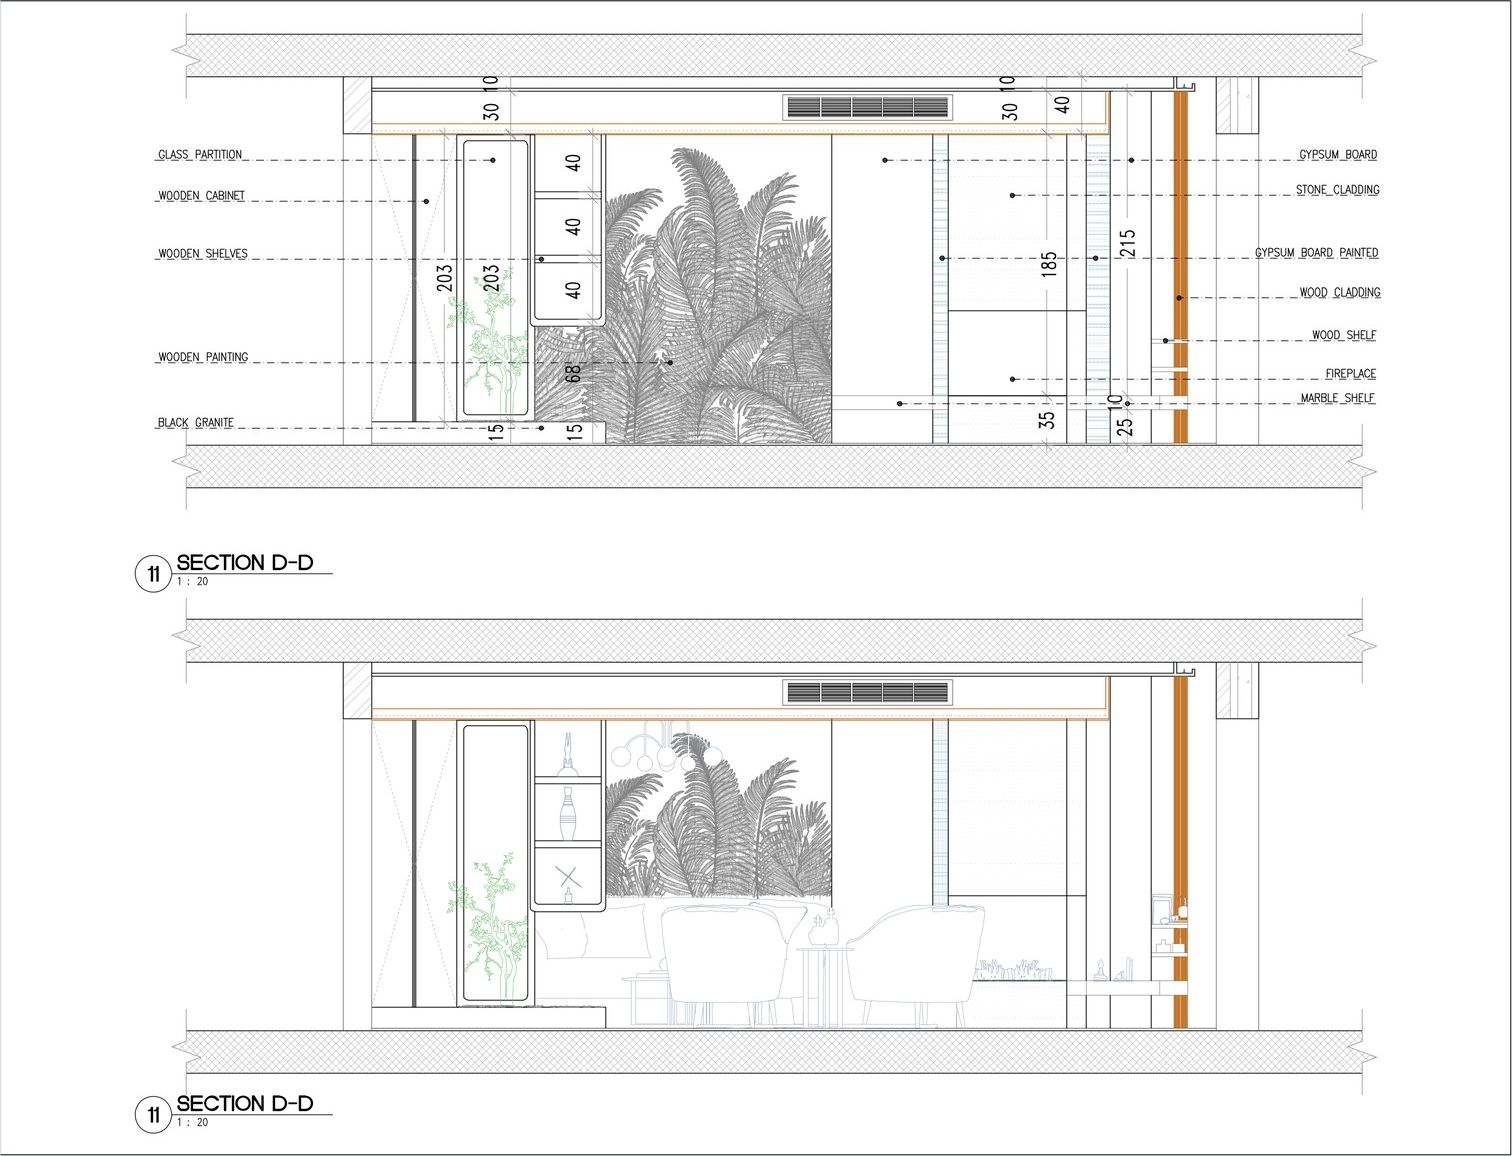 10
10
30
30
40
GLASS PARTITION
40
GYPSUM BOARD
WOODEN CABINET
STONE CLADDING
40
WOODEN SHELVES
215
GYPSUM BOARD PAINTED
203
203
40
185
WOOD CLADDING
WOOD SHELF
WOODEN PAINTING
68
FIREPLACE
MARBLE SHELF
10
BLACK GRANITE
15
15
35
25
11
SECTION D-D
1 : 20
11
SECTION D-D
1 : 20